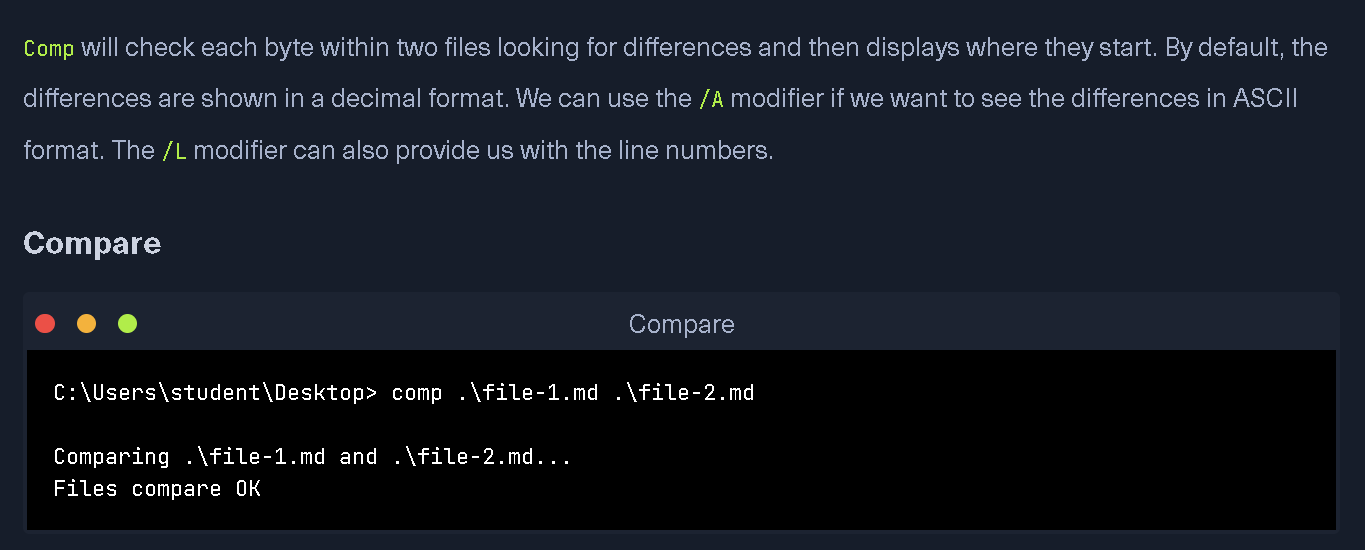 Comp will check each byte within two files looking for differences and then displays where they start. By default, the
differences are shown in a decimal format. We can use the /A modifier if we want to see the differences in ASCII
format. The /L modifier can also provide us with the line numbers.
Compare
Compare
C:\Users\student\Desktop> comp .\file-1.md .\file-2.md
Comparing .\file-1.md and .\file-2.md...
Files compare OK